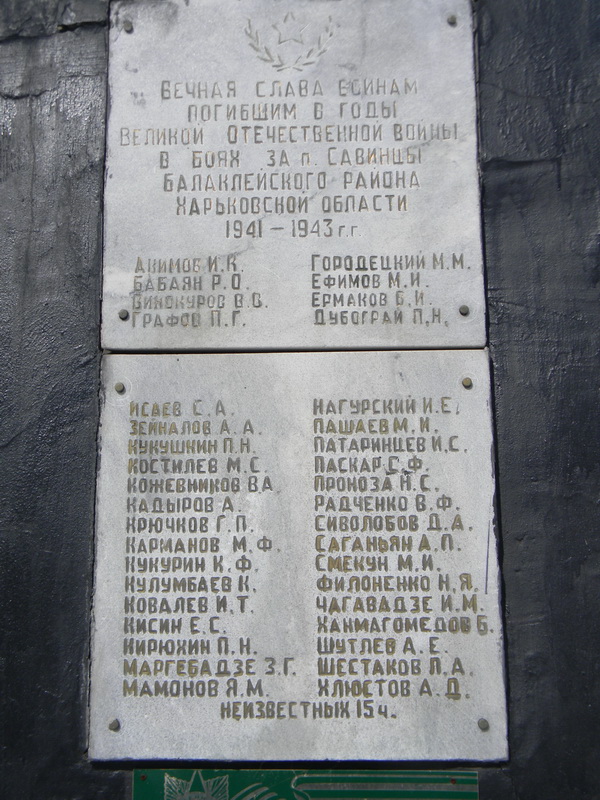 ВЕЧНАЯ СЛАВА ВОИНАМ
ПОГИБШИМ В ГОДЫ
ВЕЛИКОЙ ОТЕЧЕСТВЕННОЙ ВОЙНЫ
В БОЯХ ЗА п. САВИНЦЫ
БАЛАКЛЕЙСКОГО РАЙОНА
ХАРЬКОВСКОЙ ОБЛАСТИ
1941 – 1943 г.г.
АКИМОВ И.К.
БАБАЯН Р.О.
ВИНОКУРОВ В.В.
ГРАФОВ П.Г.
ГОРОДЕЦКИЙ М.М.
ЕФИМОВ М.И.
ЕРМАКОВ Б.И.
ДУБОГРАЙ П.Н.
ИСАЕВ С.А.
ЗЕЙНАЛОВ А.А.
КУКУШКИН П.Н.
КОСТИЛЕВ М.С.
КОЖЕВНИКОВ В.А.
КАДЫРОВ А.
КРЮЧКОВ Г.П.
КАРМАНОВ М.Ф.
КУКУРИН К.Ф.
КУЛУМБАЕВ К.
КОВАЛЕВ И.Т.
КИСИН Е.С.
КИРЮХИН П.Н.
МАРГЕБАДЗЕ З.Г.
МАМОНОВ Я.М.
НАГУРСКИЙ И.Е.
ПАШАЕВ М.И.
ПАТАРИНЦЕВ И.С.
ПАСКАР С.Ф.
ПРОКОЗА Н.С.
РАДЧЕНКО В.Ф.
СИВОЛОБОВ Д.А.
САГАНЬЯН А.П.
СМЕКУН М.И.
ФИЛОНЕНКО Н.Я.
ЧАГАВАДЗЕ И.М.
ХАНМАГОМЕДОВ Б.
ШУТЛЕВ А.Е.
ШЕСТАКОВ П.А.
ХЛЮСТОВ А.Д.
НЕИЗВЕСТНЫХ 15 ч.